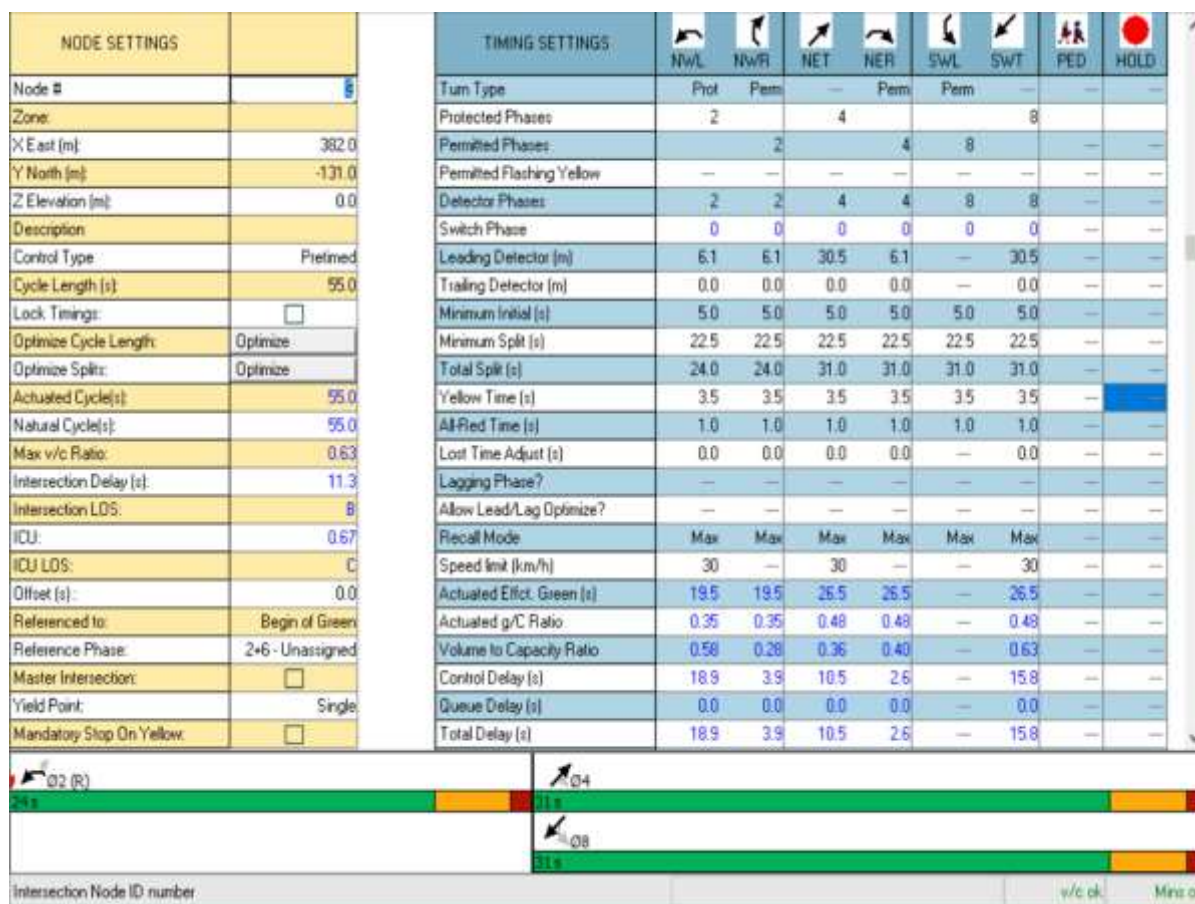 NODE SETTINGS
Node # 9
Zone:
X East (m): 382.0
Y North (m): -131.0
Z Elevation (m): 0.0
Description
Control Type Pretimed
Cycle Length (s): 55.0
Lock Timings:
Optimize Cycle Length: Optimize
Optimize Splits: Optimize
Actuated Cycle(s): 55.0
Natural Cycle(s): 55.0
Max v/c Ratio: 0.63
Intersection Delay (s): 11.3
Intersection LOS: B
ICU: 0.67
ICU LOS: C
Offset (s) : 0.0
Referenced to: Begin of Green
Reference Phase: 2+6 - Unassigned
Master Intersection:
Yield Point: Single
Mandatory Stop On Yellow:
TIMING SETTINGS NWL NWR NET NER SWL SWT PED HOLD
Turn Type Prot Perm — Perm Perm — — —
Protected Phases 2 4 8
Permitted Phases 2 4 8 — —
Permitted Flashing Yellow — — — — — — — —
Detector Phases 2 2 4 4 8 8 — —
Switch Phase 0 0 0 0 0 0 — —
Leading Detector (m) 6.1 6.1 30.5 6.1 — 30.5 — —
Trailing Detector (m) 0.0 0.0 0.0 0.0 — 0.0 — —
Minimum Initial (s) 5.0 5.0 5.0 5.0 5.0 5.0 — —
Minimum Split (s) 22.5 22.5 22.5 22.5 22.5 22.5 — —
Total Split (s) 24.0 24.0 31.0 31.0 31.0 31.0 — —
Yellow Time (s) 3.5 3.5 3.5 3.5 3.5 3.5 — —
All-Red Time (s) 1.0 1.0 1.0 1.0 1.0 1.0 — —
Lost Time Adjust (s) 0.0 0.0 0.0 0.0 — 0.0 — —
Lagging Phase? — — — — — — — —
Allow Lead/Lag Optimize? — — — — — — — —
Recall Mode Max Max Max Max Max Max — —
Speed limit (km/h) 30 — 30 — — 30 — —
Actuated Effct. Green (s) 19.5 19.5 26.5 26.5 — 26.5 — —
Actuated g/C Ratio 0.35 0.35 0.48 0.48 — 0.48 — —
Volume to Capacity Ratio 0.58 0.28 0.36 0.40 — 0.63 — —
Control Delay (s) 18.9 3.9 10.5 2.6 — 15.8 — —
Queue Delay (s) 0.0 0.0 0.0 0.0 — 0.0 — —
Total Delay (s) 18.9 3.9 10.5 2.6 — 15.8 — —
Ø2 (R)
24 s
Ø4
31 s
Ø8
31 s
Intersection Node ID number v/c ok Mins o